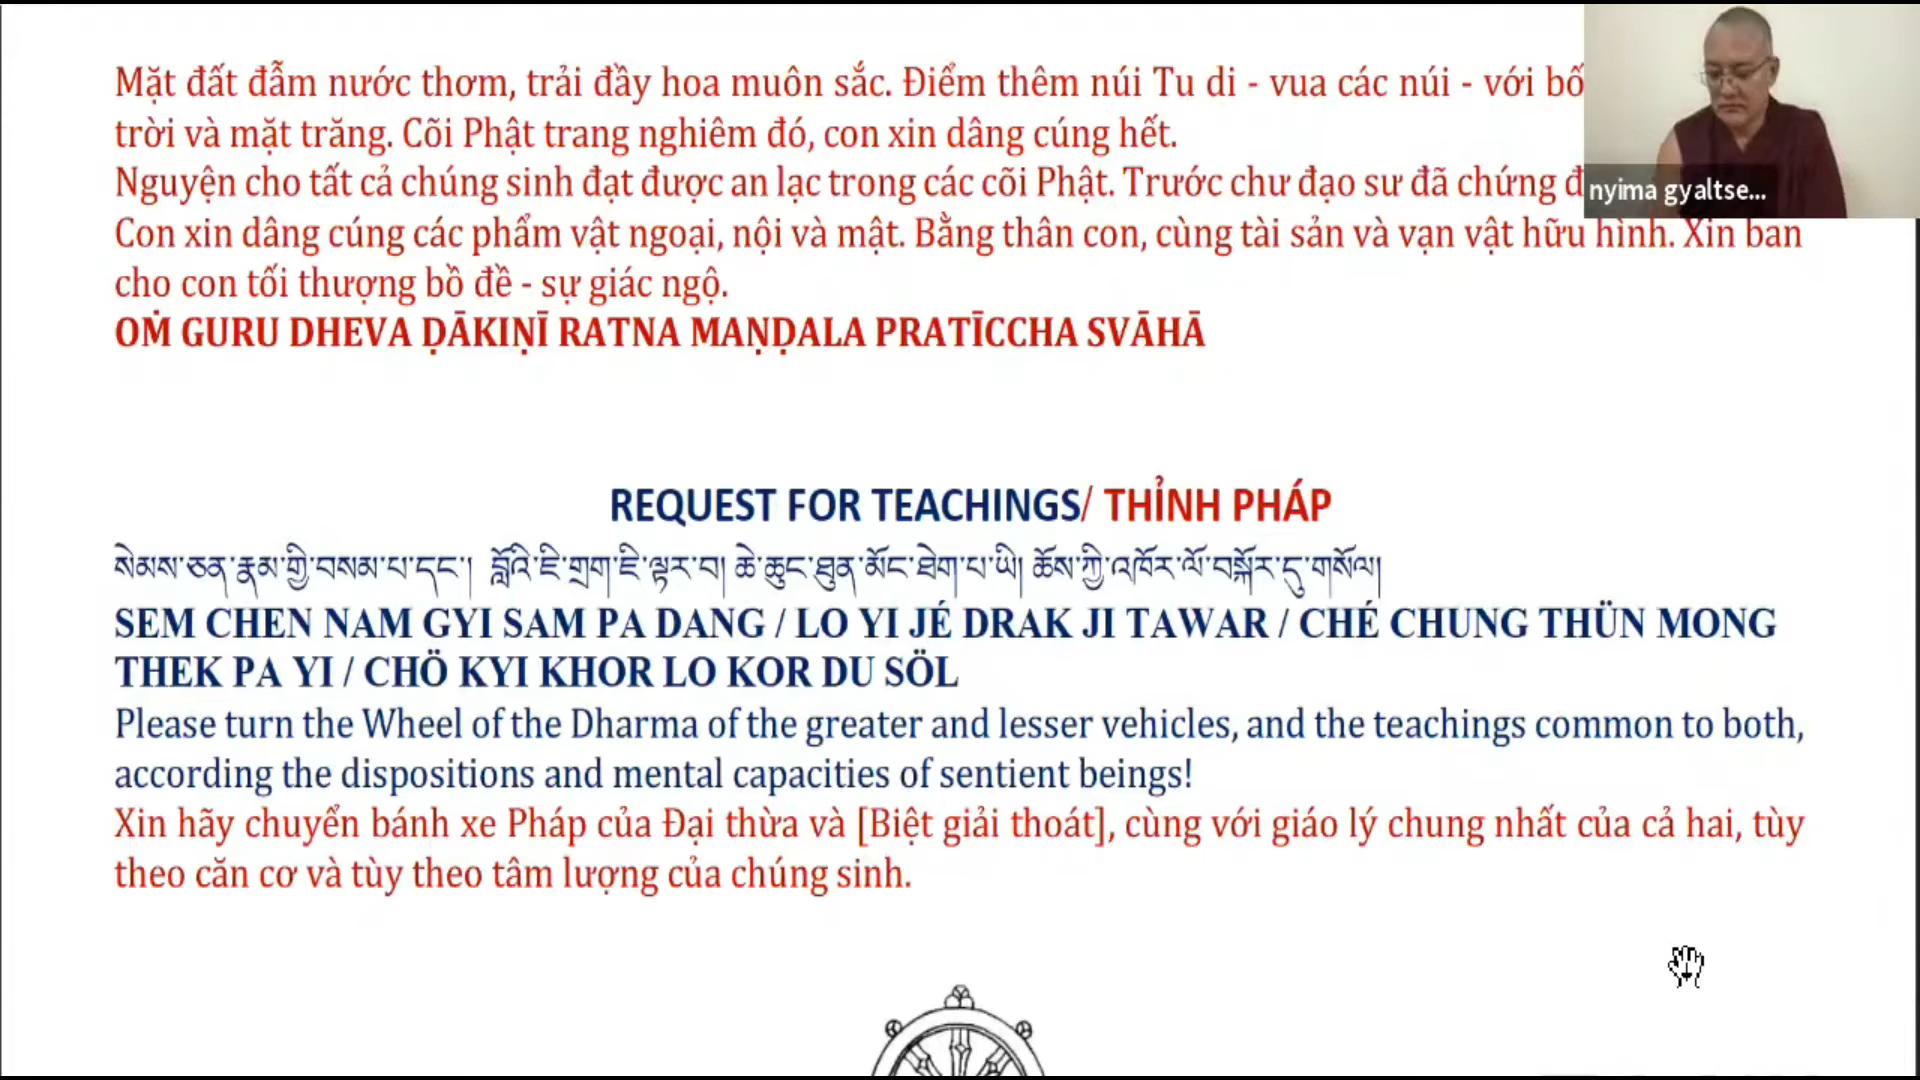 Mặt đất đẫm nước thơm, trải đầy hoa muôn sắc. Điểm thêm núi Tu di - vua các núi - với bố
trời và mặt trăng. Cõi Phật trang nghiêm đó, con xin dâng cúng hết.
Nguyện cho tất cả chúng sinh đạt được an lạc trong các cõi Phật. Trước chư đạo sư đã chứng
nyima gyaltse...
Con xin dâng cúng các phẩm vật ngoại, nội và mật. Bằng thân con, cùng tài sản và vạn vật hữu hình. Xin ban
cho con tối thượng bồ đề - sự giác ngộ.
OṀ GURU DHEVA ḌĀKIṆĪ RATNA MAṆḌALA PRATĪCCHA SVĀHĀ
REQUEST FOR TEACHINGS/ THỈNH PHÁP
སེམས་ཅན་རྣམ་གྱི་བསམ་པ་དང་། བློའི་ཇི་གྲག་ཇི་ལྟར་བ། ཆེ་ཆུང་ཐུན་མོང་ཐེག་པ་ཡི། ཆོས་ཀྱི་འཁོར་ལོ་བསྐོར་དུ་གསོལ།
SEM CHEN NAM GYI SAM PA DANG / LO YI JÉ DRAK JI TAWAR / CHÉ CHUNG THÜN MONG
THEK PA YI / CHÖ KYI KHOR LO KOR DU SÖL
Please turn the Wheel of the Dharma of the greater and lesser vehicles, and the teachings common to both,
according the dispositions and mental capacities of sentient beings!
Xin hãy chuyển bánh xe Pháp của Đại thừa và [Biệt giải thoát], cùng với giáo lý chung nhất của cả hai, tùy
theo căn cơ và tùy theo tâm lượng của chúng sinh.